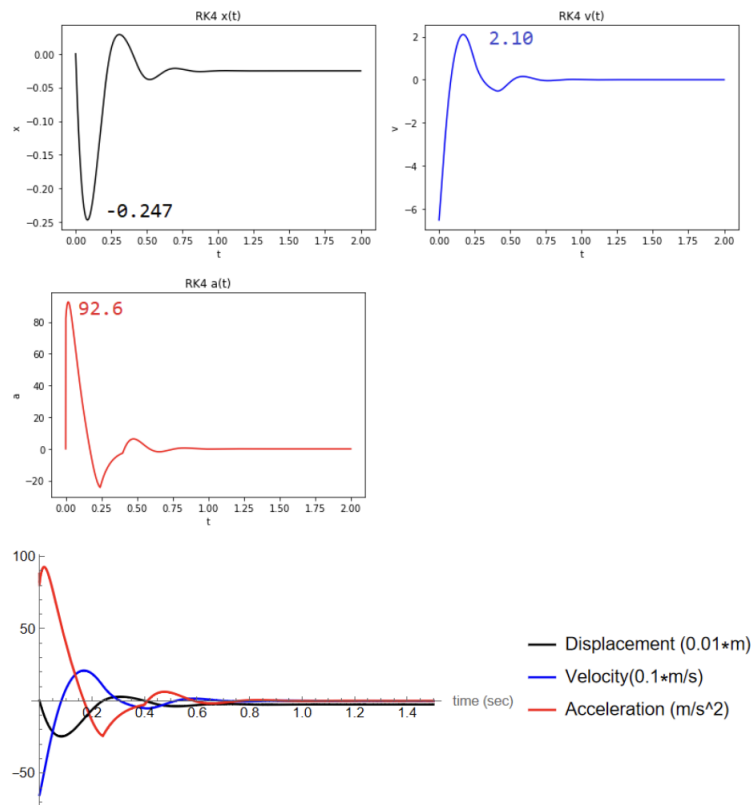 RK4 x(t)
0.00
−0.05
−0.10
−0.15
−0.20
−0.25
x
-0.247
0.00 0.25 0.50 0.75 1.00 1.25 1.50 1.75 2.00
t
RK4 v(t)
2
0
−2
−4
−6
v
2.10
0.00 0.25 0.50 0.75 1.00 1.25 1.50 1.75 2.00
t
RK4 a(t)
80
60
40
20
0
−20
a
92.6
0.00 0.25 0.50 0.75 1.00 1.25 1.50 1.75 2.00
t
100
50
−50
0.2 0.4 0.6 0.8 1.0 1.2 1.4
time (sec)
Displacement (0.01*m)
Velocity(0.1*m/s)
Acceleration (m/s^2)